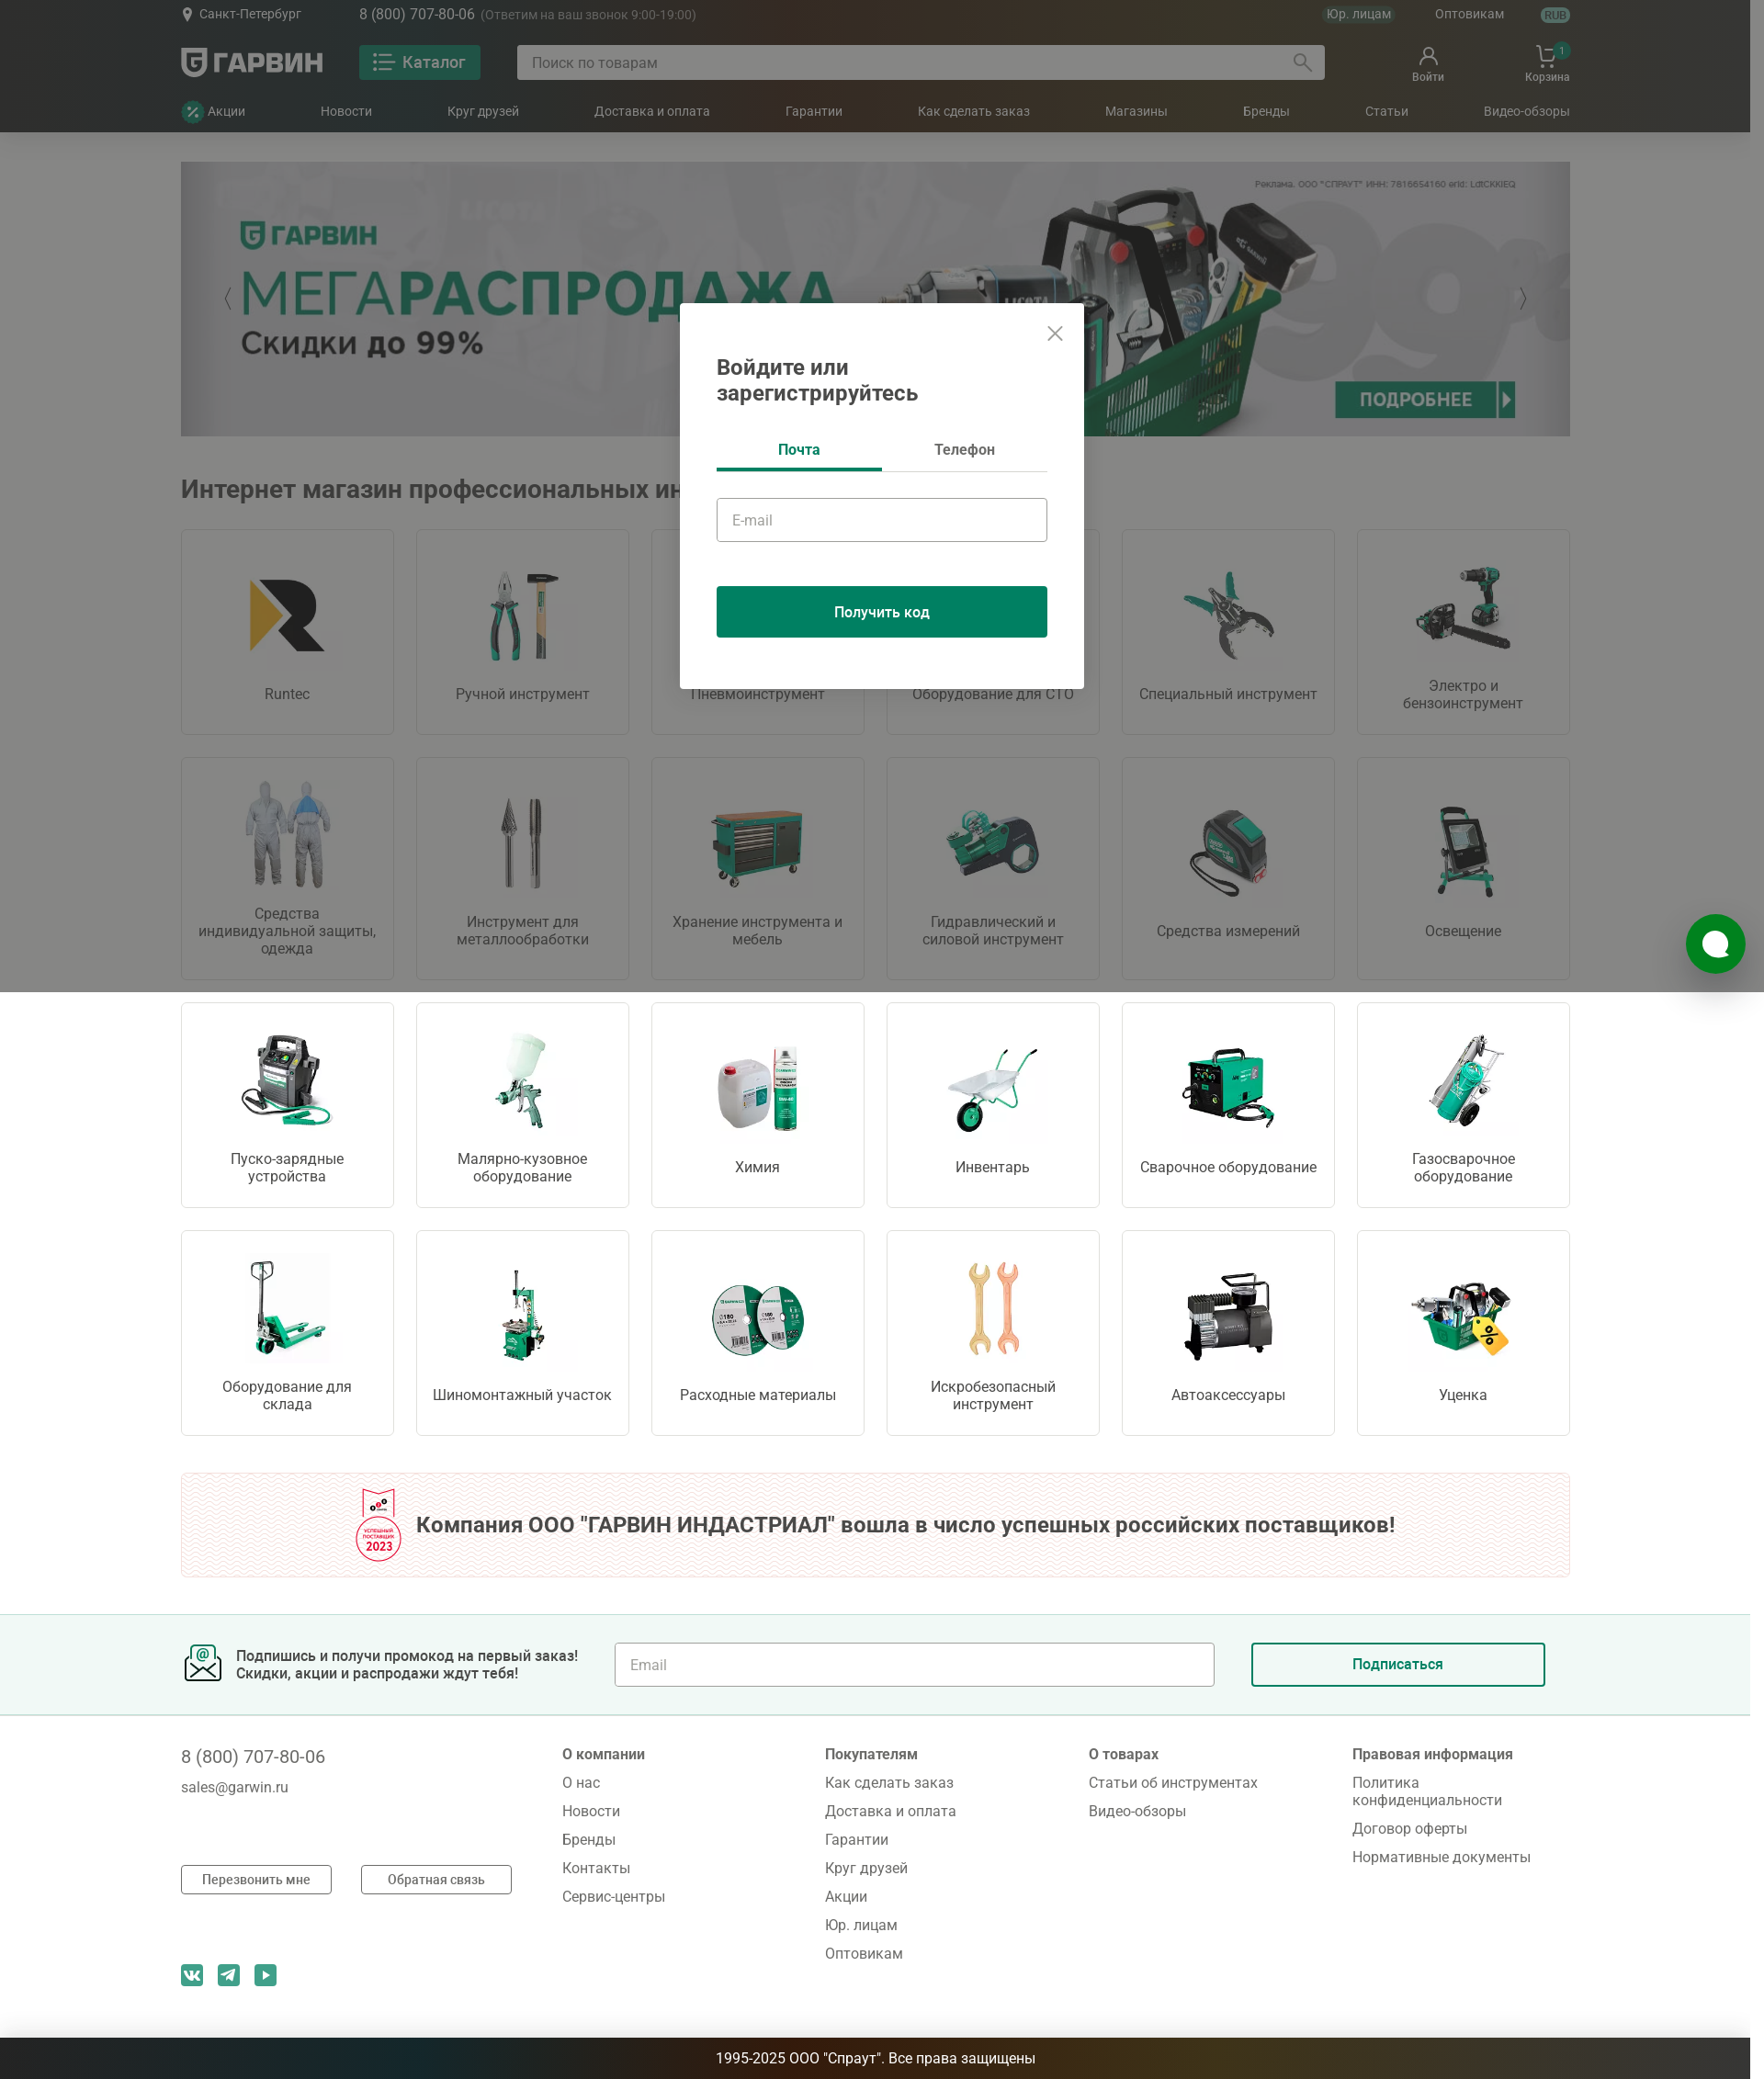 Санкт-Петербург
8 (800) 707-80-06 (Ответим на ваш звонок 9:00-19:00)
Юр. лицам
Оптовикам
RUB
ГАРВИН
Каталог
Поиск по товарам
Войти
1
Корзина
Акции
Новости
Круг друзей
Доставка и оплата
Гарантии
Как сделать заказ
Магазины
Бренды
Статьи
Видео-обзоры
Реклама. ООО "СПРАУТ" ИНН: 7816654160 erid: LdtCKKiEQ
ГАРВИН
МЕГАРАСПРОДАЖА
Скидки до 99%
LICOTA
ПОДРОБНЕЕ
Войдите или
зарегистрируйтесь
Почта
Телефон
E-mail
Получить код
Интернет магазин профессиональных ин
Runtec
Ручной инструмент
Пневмоинструмент
Оборудование для СТО
Специальный инструмент
Электро и
бензоинструмент
Средства
индивидуальной защиты,
одежда
Инструмент для
металлообработки
Хранение инструмента и
мебель
Гидравлический и
силовой инструмент
Средства измерений
Освещение
Пуско-зарядные
устройства
Малярно-кузовное
оборудование
Химия
Инвентарь
Сварочное оборудование
Газосварочное
оборудование
Оборудование для
склада
Шиномонтажный участок
Расходные материалы
Искробезопасный
инструмент
Автоаксессуары
Уценка
УСПЕШНЫЙ
ПОСТАВЩИК
2023
Компания ООО "ГАРВИН ИНДАСТРИАЛ" вошла в число успешных российских поставщиков!
Подпишись и получи промокод на первый заказ!
Скидки, акции и распродажи ждут тебя!
Email
Подписаться
8 (800) 707-80-06
sales@garwin.ru
Перезвонить мне
Обратная связь
О компании
О нас
Новости
Бренды
Контакты
Сервис-центры
Покупателям
Как сделать заказ
Доставка и оплата
Гарантии
Круг друзей
Акции
Юр. лицам
Оптовикам
О товарах
Статьи об инструментах
Видео-обзоры
Правовая информация
Политика
конфиденциальности
Договор оферты
Нормативные документы
1995-2025 ООО "Спраут". Все права защищены